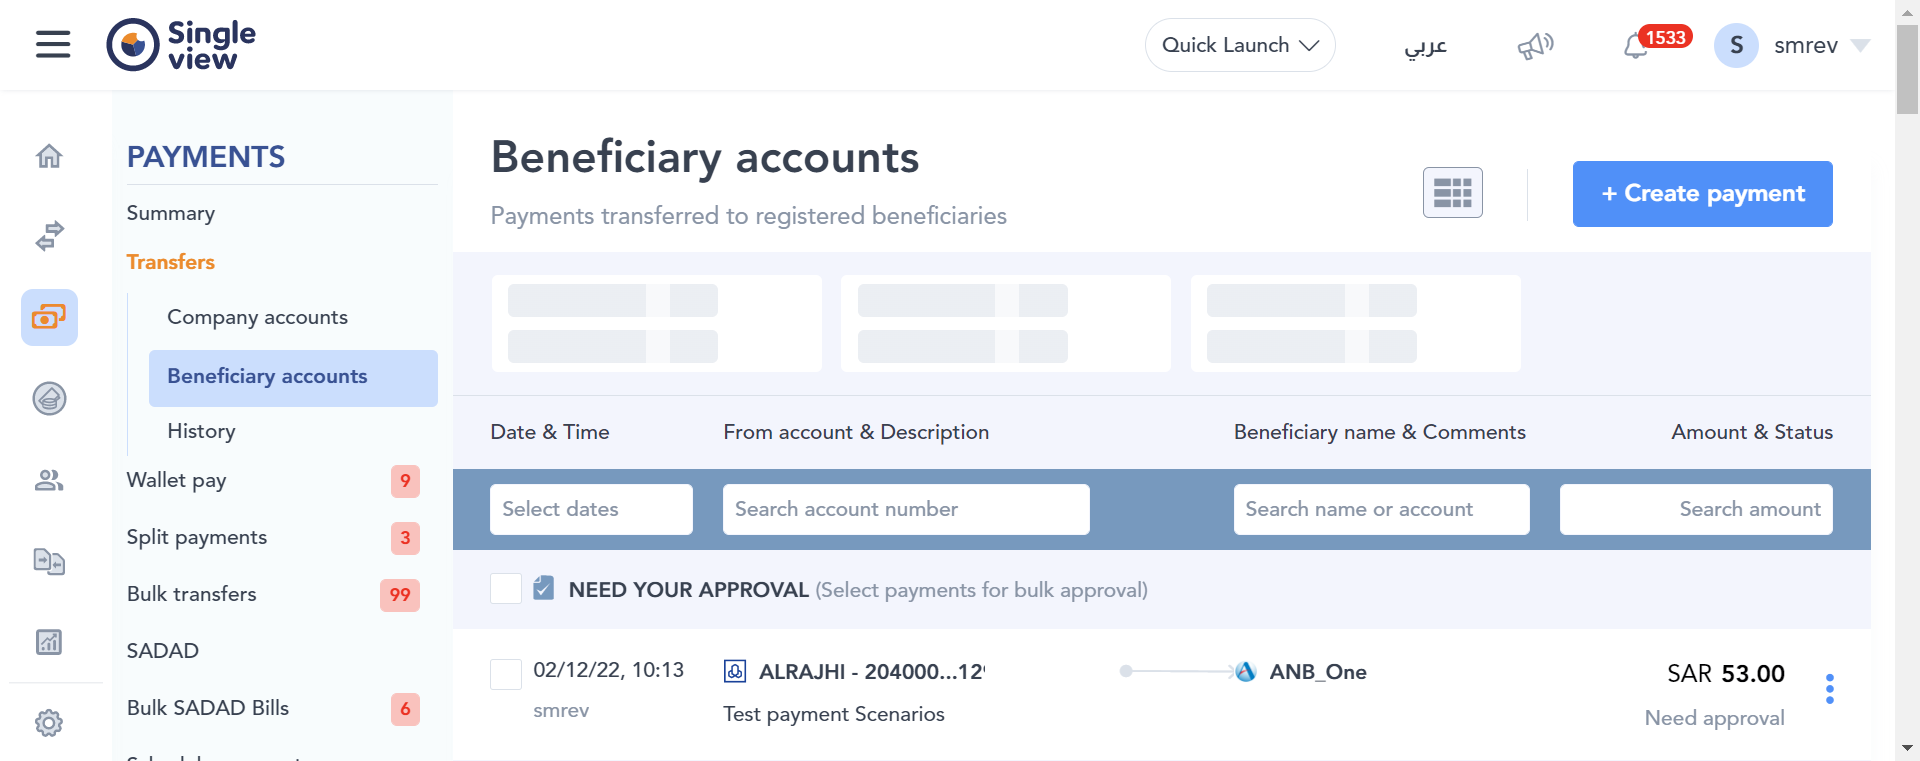 Single
view
Quick Launch
عربي
1533
S
smrev
PAYMENTS
Summary
Transfers
Company accounts
Beneficiary accounts
History
Wallet pay 9
Split payments 3
Bulk transfers 99
SADAD
Bulk SADAD Bills 6
Beneficiary accounts
Payments transferred to registered beneficiaries
+ Create payment
Date & Time From account & Description Beneficiary name & Comments Amount & Status
Select dates Search account number Search name or account Search amount
NEED YOUR APPROVAL (Select payments for bulk approval)
02/12/22, 10:13 ALRAJHI - 204000...12 ANB_One SAR 53.00
smrev Test payment Scenarios Need approval